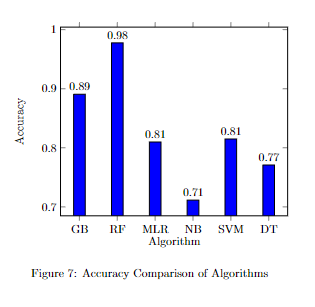 1
0.98
0.9
0.89
0.81
0.81
0.8
0.77
0.71
0.7
Accuracy
GB RF MLR NB SVM DT
Algorithm
Figure 7: Accuracy Comparison of Algorithms